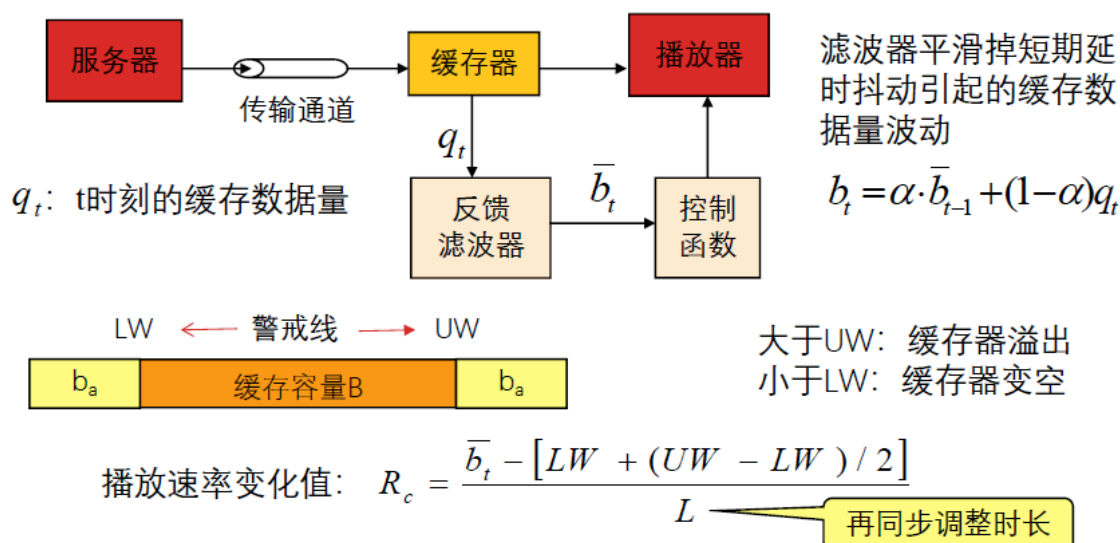 服务器
缓存器
播放器
传输通道
滤波器平滑掉短期延
时抖动引起的缓存数
据量波动
q_t
b̅_t
q_t：t时刻的缓存数据量
反馈
滤波器
控制
函数
b_t = α·b̅_{t-1} + (1-α)q_t
LW ← 警戒线 → UW
b_a 缓存容量B b_a
大于UW：缓存器溢出
小于LW：缓存器变空
播放速率变化值： R_c = (b̅_t - [LW + (UW - LW) / 2]) / L
再同步调整时长